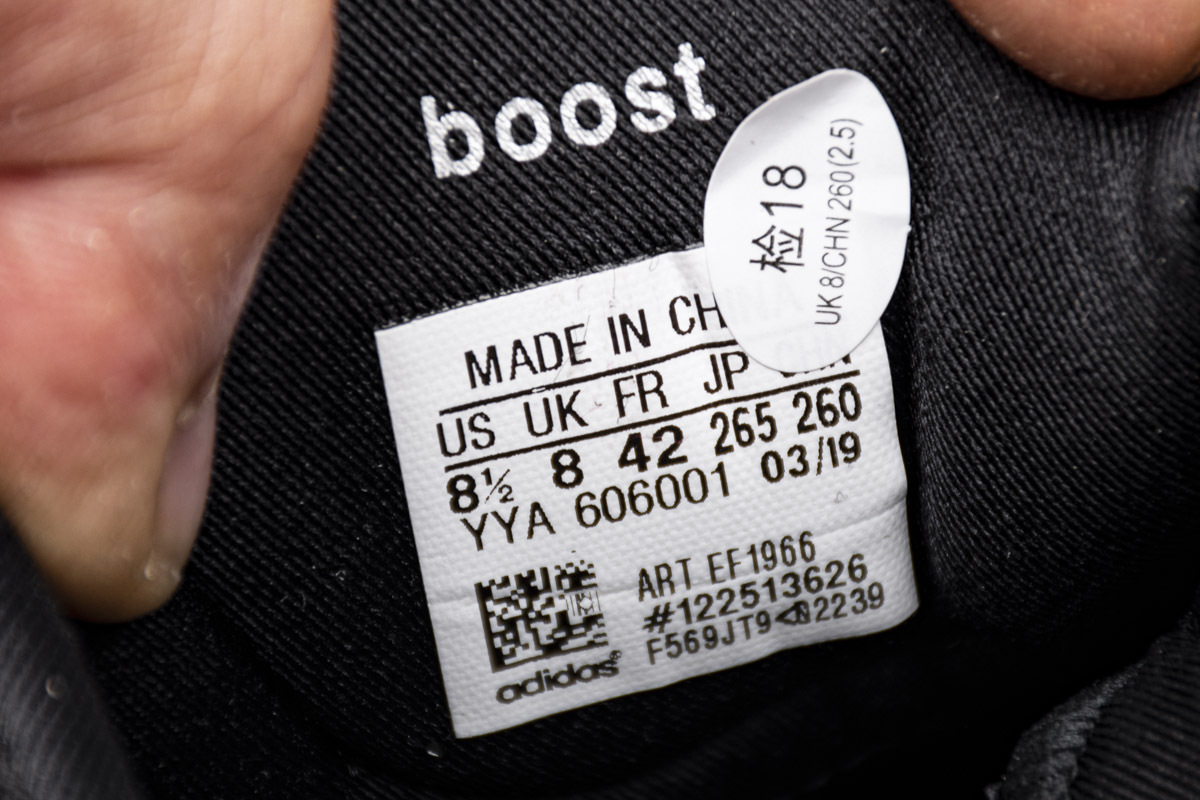 boost
检18
UK 8/CHN 260(2.5)
MADE IN CH
US UK FR JP
8½ 8 42 265 260
YYA 606001 03/19
ART EF1966
#122513626
F569JT9 2239
adidas®